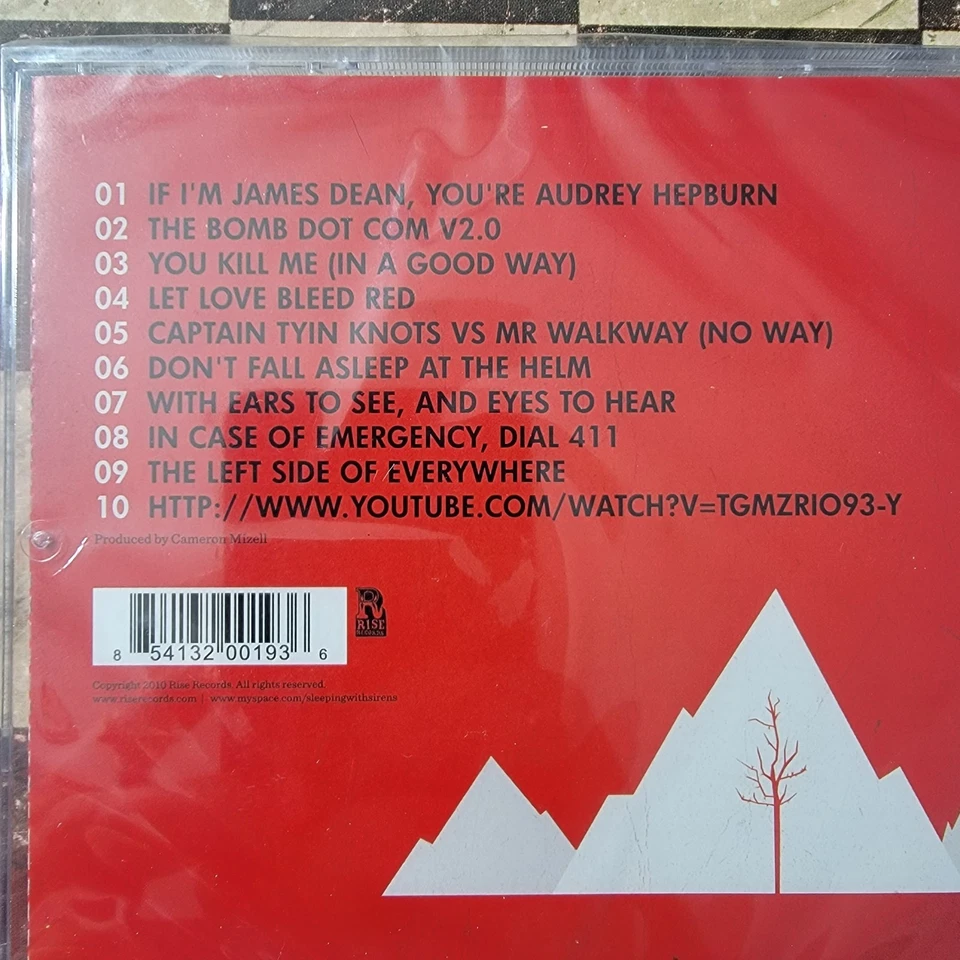 01 IF I'M JAMES DEAN, YOU'RE AUDREY HEPBURN
02 THE BOMB DOT COM V2.0
03 YOU KILL ME (IN A GOOD WAY)
04 LET LOVE BLEED RED
05 CAPTAIN TYIN KNOTS VS MR WALKWAY (NO WAY)
06 DON'T FALL ASLEEP AT THE HELM
07 WITH EARS TO SEE, AND EYES TO HEAR
08 IN CASE OF EMERGENCY, DIAL 411
09 THE LEFT SIDE OF EVERYWHERE
10 HTTP://WWW.YOUTUBE.COM/WATCH?V=TGMZRIO93-Y
Produced by Cameron Mizell
R
RISE
RECORDS
8 54132 00193 6
Copyright 2010 Rise Records. All rights reserved.
www.riserecords.com | www.myspace.com/sleepingwithsirens